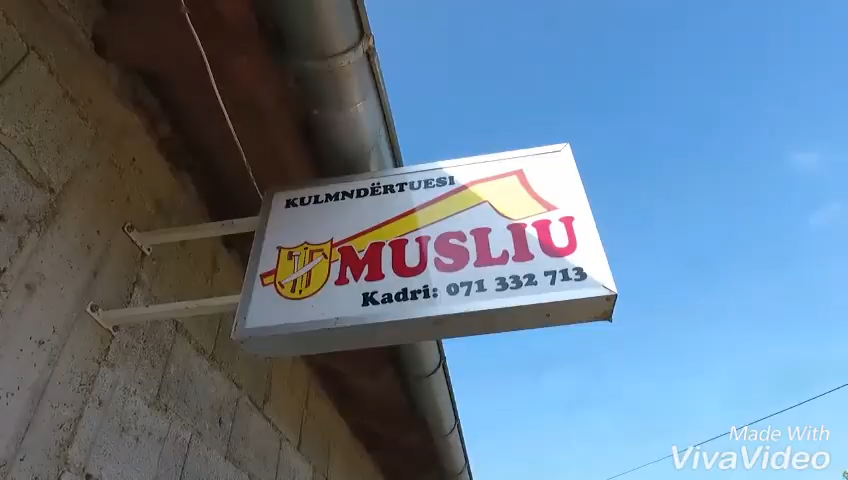 KULMNDËRTUESI
MUSLIU
Kadri: 071 332 713
Made With
VivaVideo